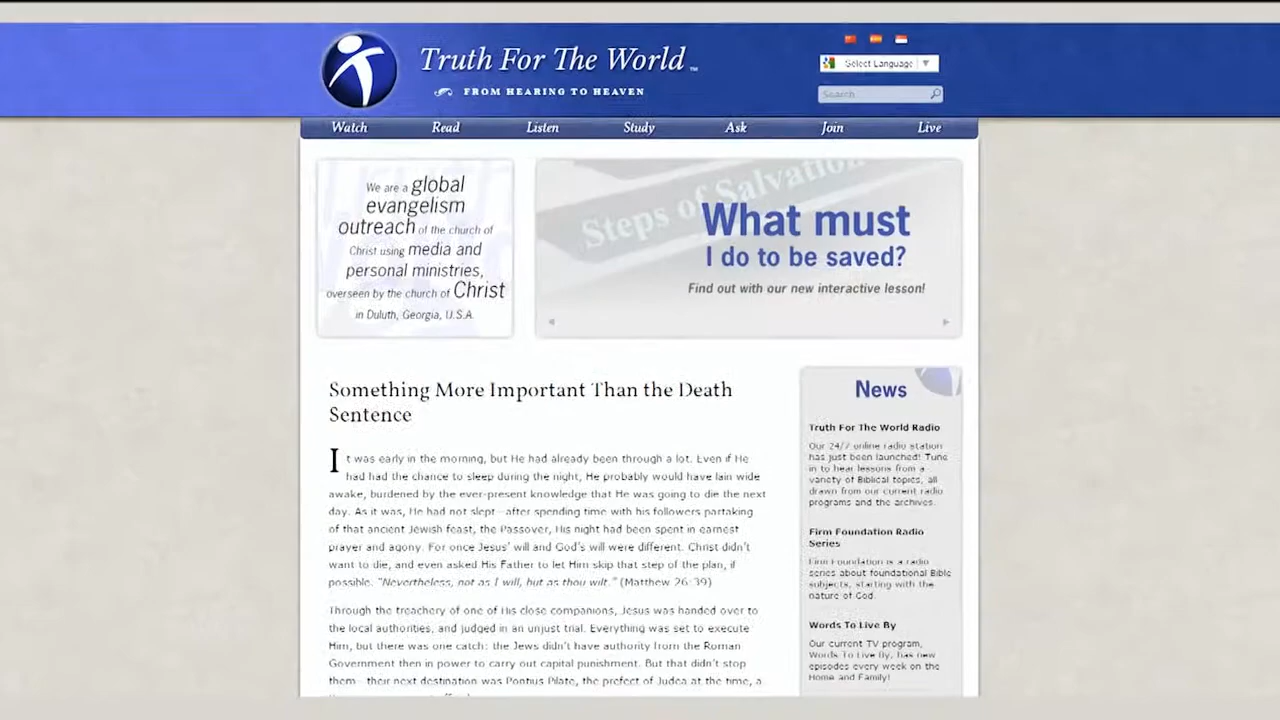 Truth For The World™
FROM HEARING TO HEAVEN
Select Language
Search
Watch Read Listen Study Ask Join Live
We are a global
evangelism
outreach of the church of
Christ using media and
personal ministries,
overseen by the church of Christ
in Duluth, Georgia, U.S.A.
Steps of Salvation
What must
I do to be saved?
Find out with our new interactive lesson!
Something More Important Than the Death
Sentence
It was early in the morning, but He had already been through a lot. Even if He
had had the chance to sleep during the night, He probably would have lain wide
awake, burdened by the ever-present knowledge that He was going to die the next
day. As it was, He had not slept—after spending time with his followers partaking
of that ancient Jewish feast, the Passover, His night had been spent in earnest
prayer and agony. For once Jesus' will and God's will were different. Christ didn't
want to die, and even asked His Father to let Him skip that step of the plan, if
possible. "Nevertheless, not as I will, but as thou wilt." (Matthew 26:39)
Through the treachery of one of His close companions, Jesus was handed over to
the local authorities, and judged in an unjust trial. Everything was set to execute
Him, but there was one catch: the Jews didn't have authority from the Roman
Government then in power to carry out capital punishment. But that didn't stop
them—their next destination was Pontius Pilate, the prefect of Judea at the time, a
News
Truth For The World Radio
Our 24/7 online radio station
has just been launched! Tune
in to hear lessons from a
variety of Biblical topics, all
drawn from our current radio
programs and the archives.
Firm Foundation Radio
Series
Firm Foundation is a radio
series about foundational Bible
subjects, starting with the
nature of God.
Words To Live By
Our current TV program,
Words To Live By, has new
episodes every week on the
Home and Family!